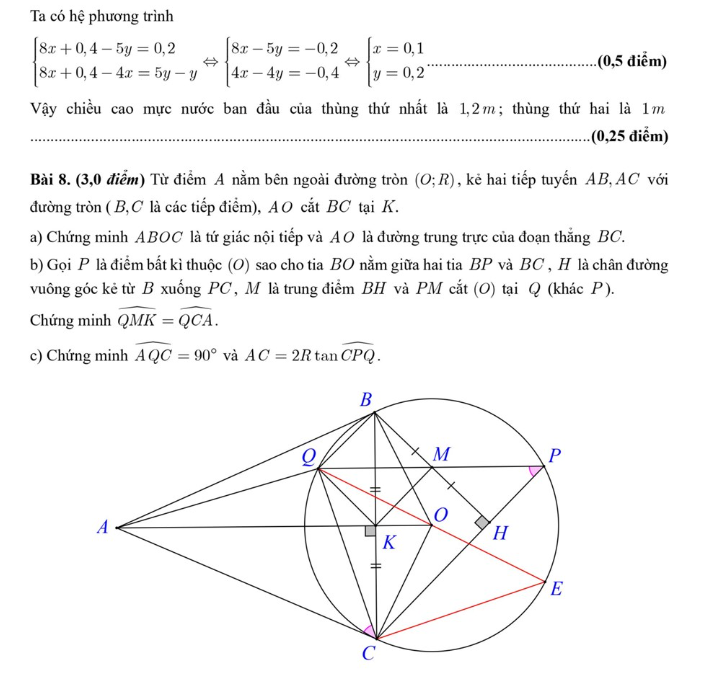 Ta có hệ phương trình
{8x + 0,4 − 5y = 0,2 ⇔ {8x − 5y = −0,2 ⇔ {x = 0,1 ........................................(0,5 điểm)
{8x + 0,4 − 4x = 5y − y {4x − 4y = −0,4 {y = 0,2
Vậy chiều cao mực nước ban đầu của thùng thứ nhất là 1,2m; thùng thứ hai là 1m
........................................(0,25 điểm)
Bài 8. (3,0 điểm) Từ điểm A nằm bên ngoài đường tròn (O;R), kẻ hai tiếp tuyến AB, AC với
đường tròn (B,C là các tiếp điểm), AO cắt BC tại K.
a) Chứng minh ABOC là tứ giác nội tiếp và AO là đường trung trực của đoạn thẳng BC.
b) Gọi P là điểm bất kì thuộc (O) sao cho tia BO nằm giữa hai tia BP và BC, H là chân đường
vuông góc kẻ từ B xuống PC, M là trung điểm BH và PM cắt (O) tại Q (khác P).
Chứng minh QMK = QCA.
c) Chứng minh AQC = 90° và AC = 2R tan CPQ.
B
Q
M
P
A
O
K
H
E
C